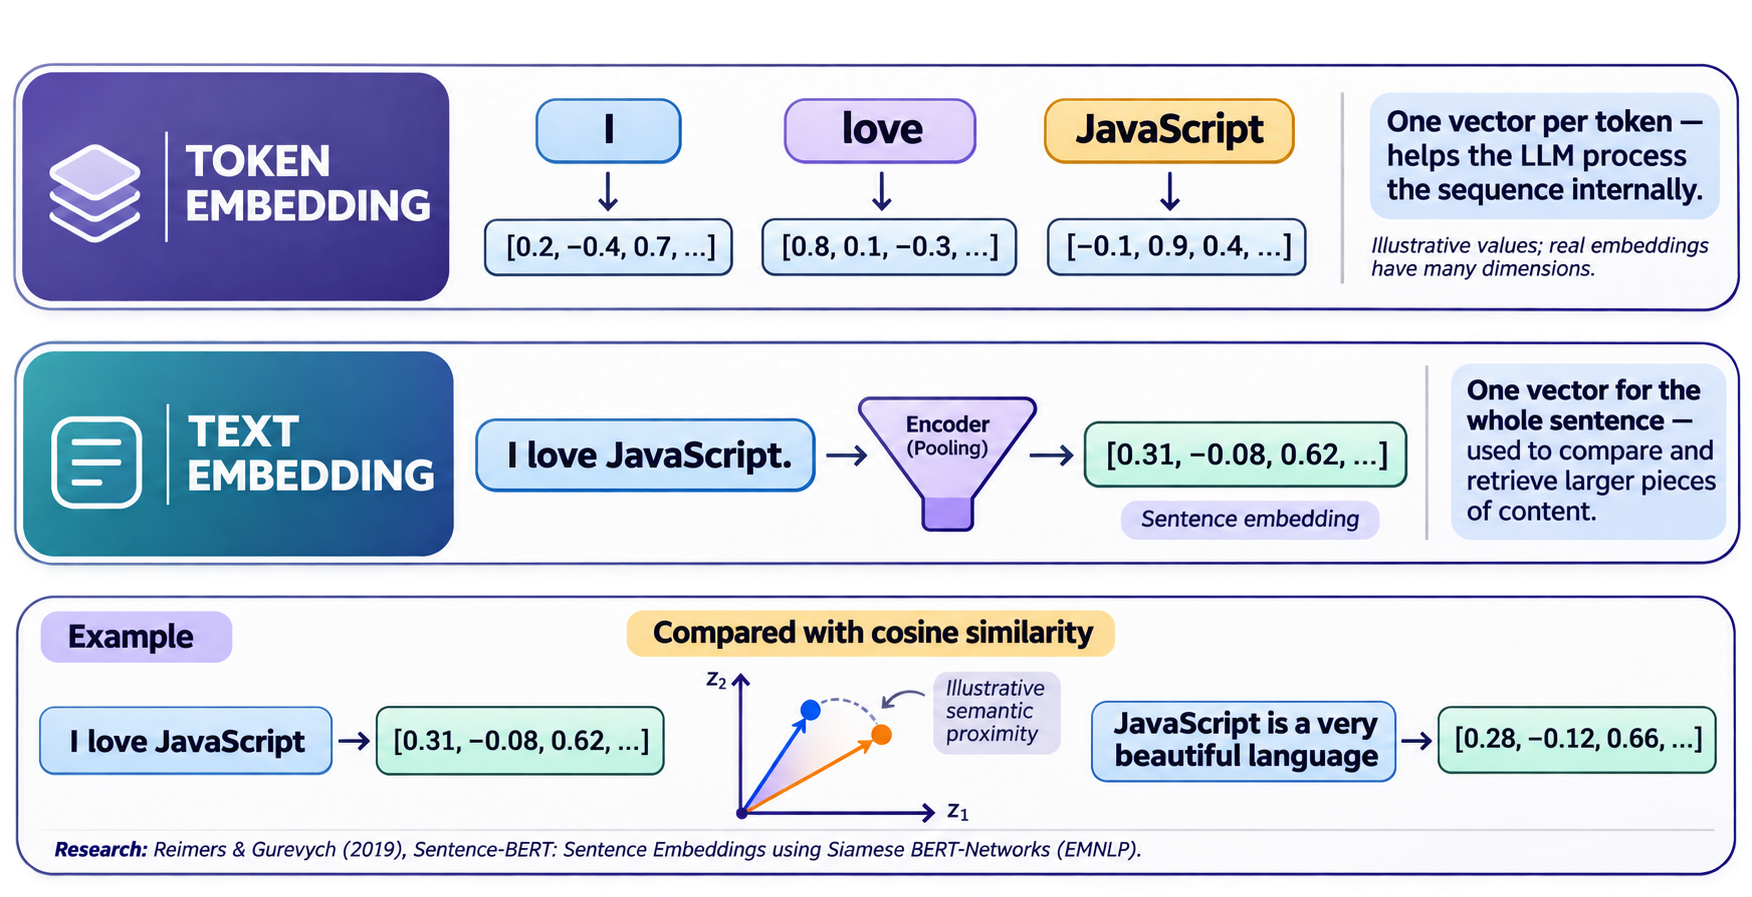 TOKEN
EMBEDDING
I
love
JavaScript
[0.2, −0.4, 0.7, ...]
[0.8, 0.1, −0.3, ...]
[−0.1, 0.9, 0.4, ...]
One vector per token —
helps the LLM process
the sequence internally.
Illustrative values; real embeddings
have many dimensions.
TEXT
EMBEDDING
I love JavaScript.
Encoder
(Pooling)
[0.31, −0.08, 0.62, ...]
Sentence embedding
One vector for the
whole sentence —
used to compare and
retrieve larger pieces
of content.
Example
Compared with cosine similarity
I love JavaScript
[0.31, −0.08, 0.62, ...]
z₂
z₁
Illustrative
semantic
proximity
JavaScript is a very
beautiful language
[0.28, −0.12, 0.66, ...]
Research: Reimers & Gurevych (2019), Sentence-BERT: Sentence Embeddings using Siamese BERT-Networks (EMNLP).